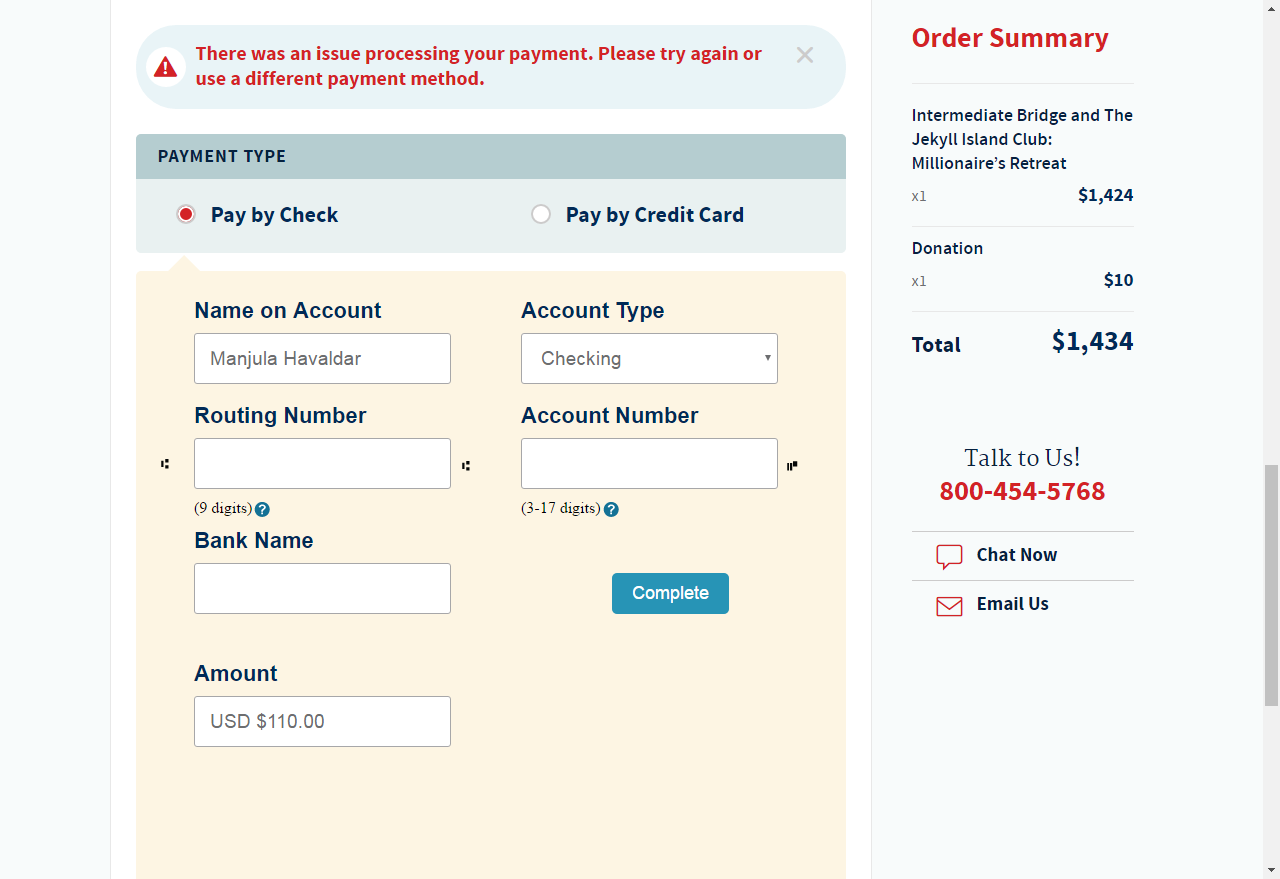 There was an issue processing your payment. Please try again or
use a different payment method.
PAYMENT TYPE
Pay by Check
Pay by Credit Card
Name on Account
Account Type
Manjula Havaldar
Checking
Routing Number
Account Number
(9 digits) ?
(3-17 digits) ?
Bank Name
Complete
Amount
USD $110.00
Order Summary
Intermediate Bridge and The
Jekyll Island Club:
Millionaire’s Retreat
x1 $1,424
Donation
x1 $10
Total $1,434
Talk to Us!
800-454-5768
Chat Now
Email Us